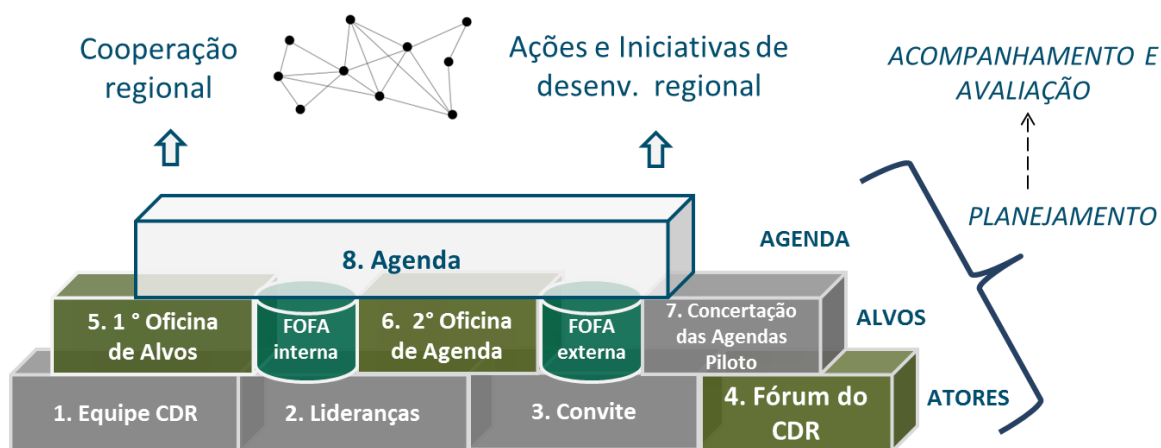 Cooperação
regional
Ações e Iniciativas de
desenv. regional
ACOMPANHAMENTO E
AVALIAÇÃO
PLANEJAMENTO
AGENDA
8. Agenda
5. 1 ° Oficina
de Alvos
FOFA
interna
6. 2° Oficina
de Agenda
FOFA
externa
7. Concertação
das Agendas
Piloto
ALVOS
1. Equipe CDR
2. Lideranças
3. Convite
4. Fórum do
CDR
ATORES